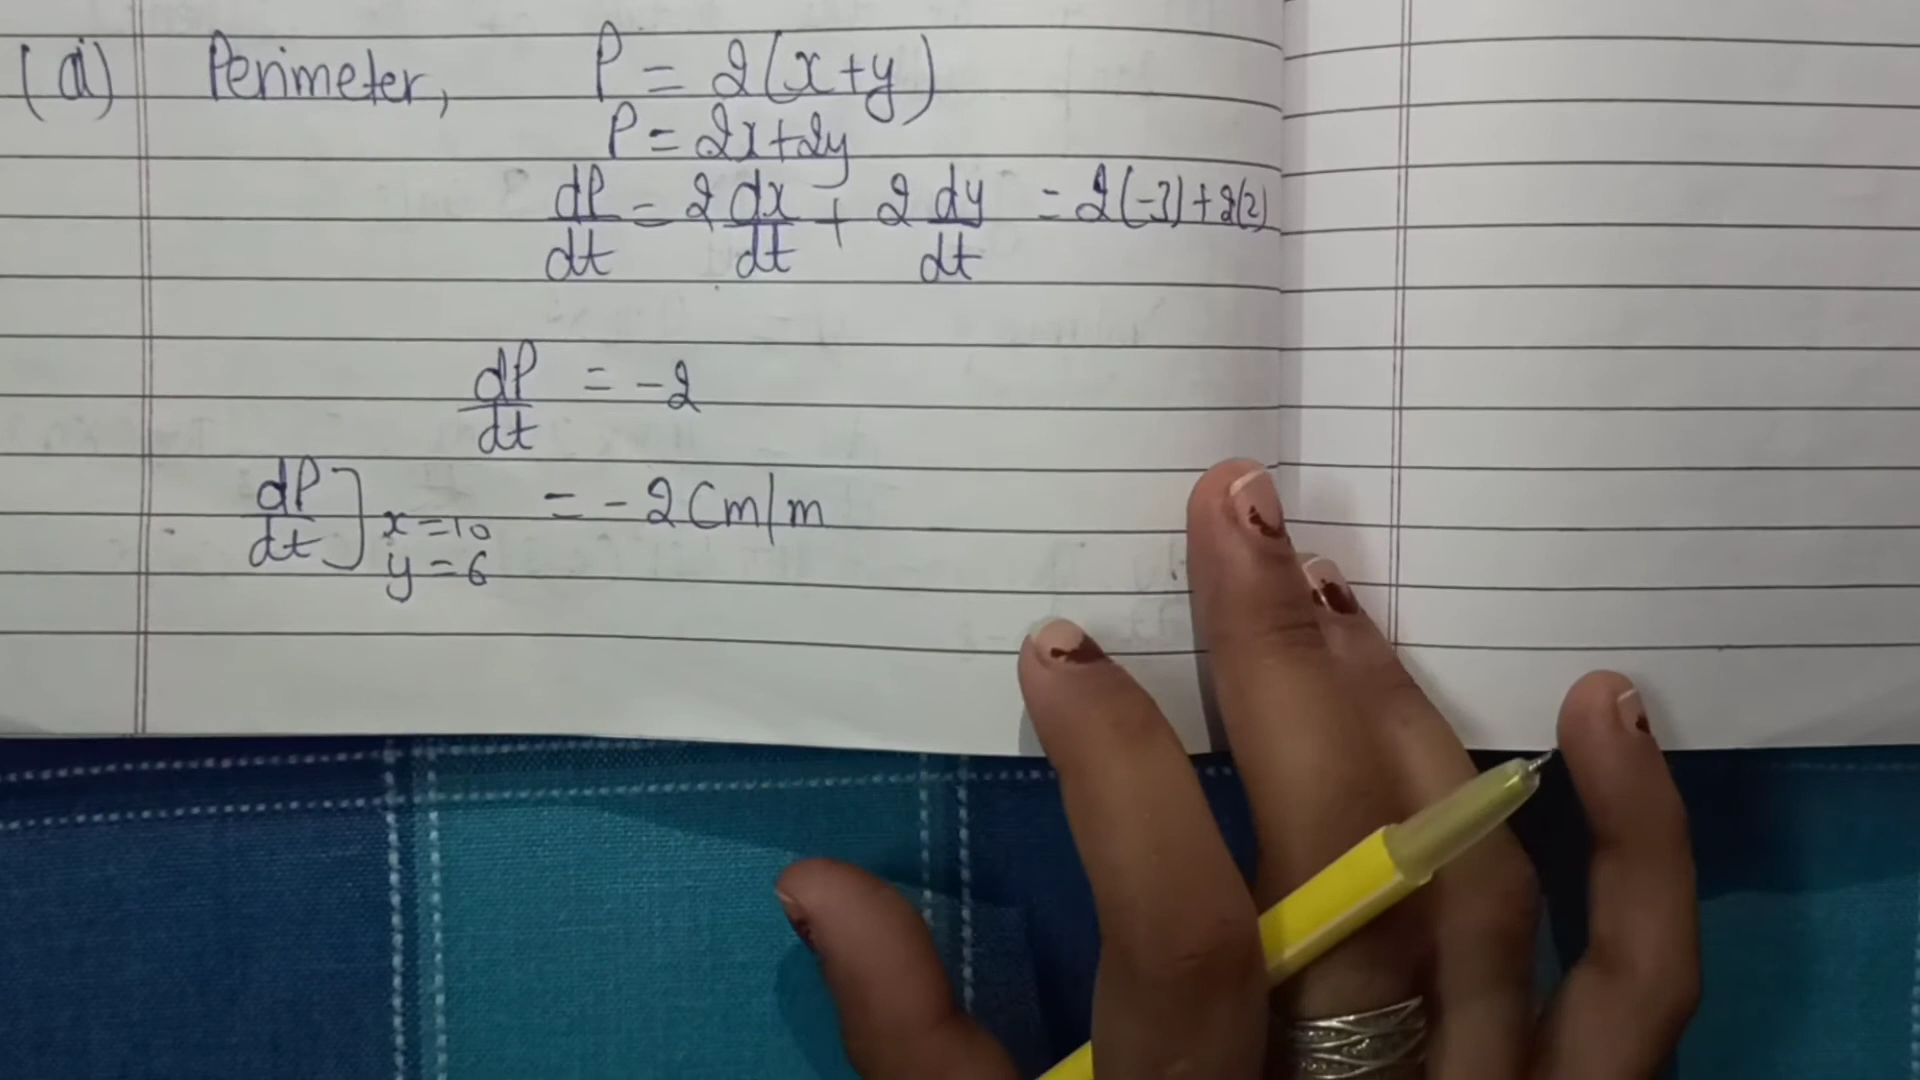 (a) Perimeter, P = 2(x+y)
P = 2x+2y
dP/dt = 2 dx/dt + 2 dy/dt = 2(-3)+2(2)
dP/dt = -2
dP/dt]x=10 y=6 = -2 cm/m